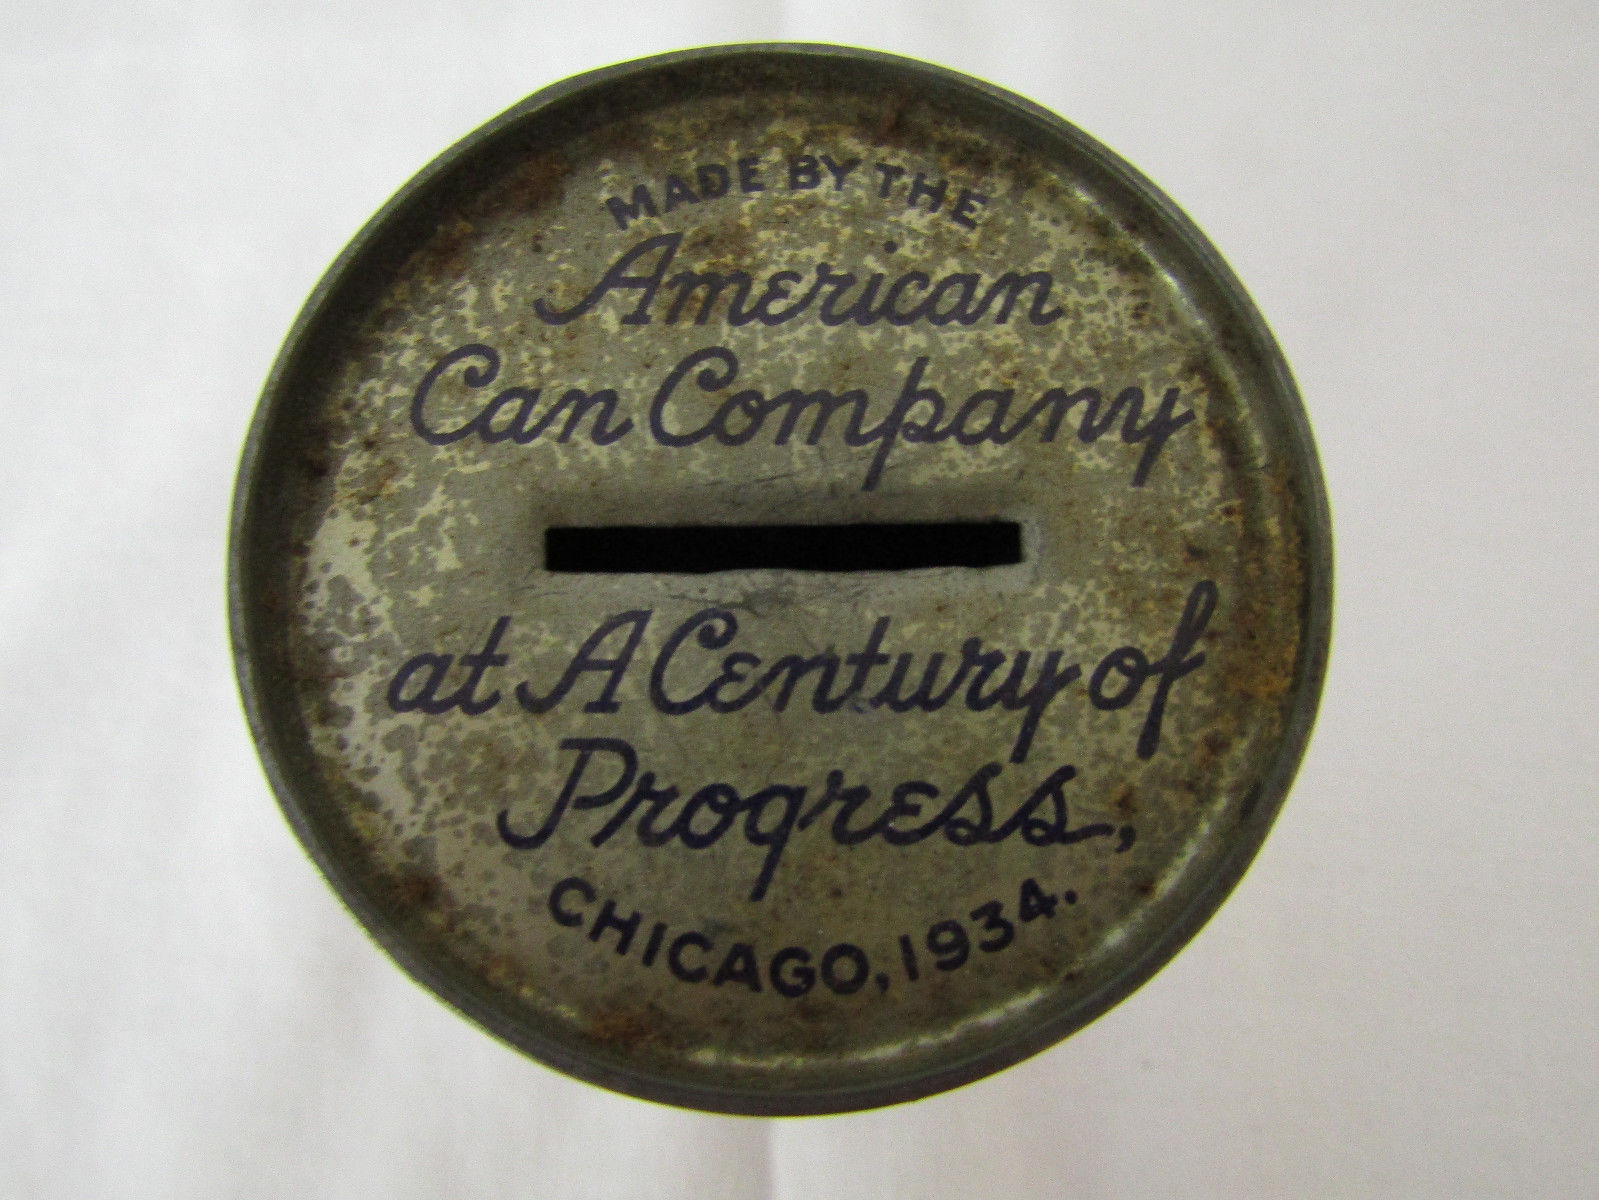 MADE BY THE
American
Can Company
at A Century of
Progress,
CHICAGO, 1934.